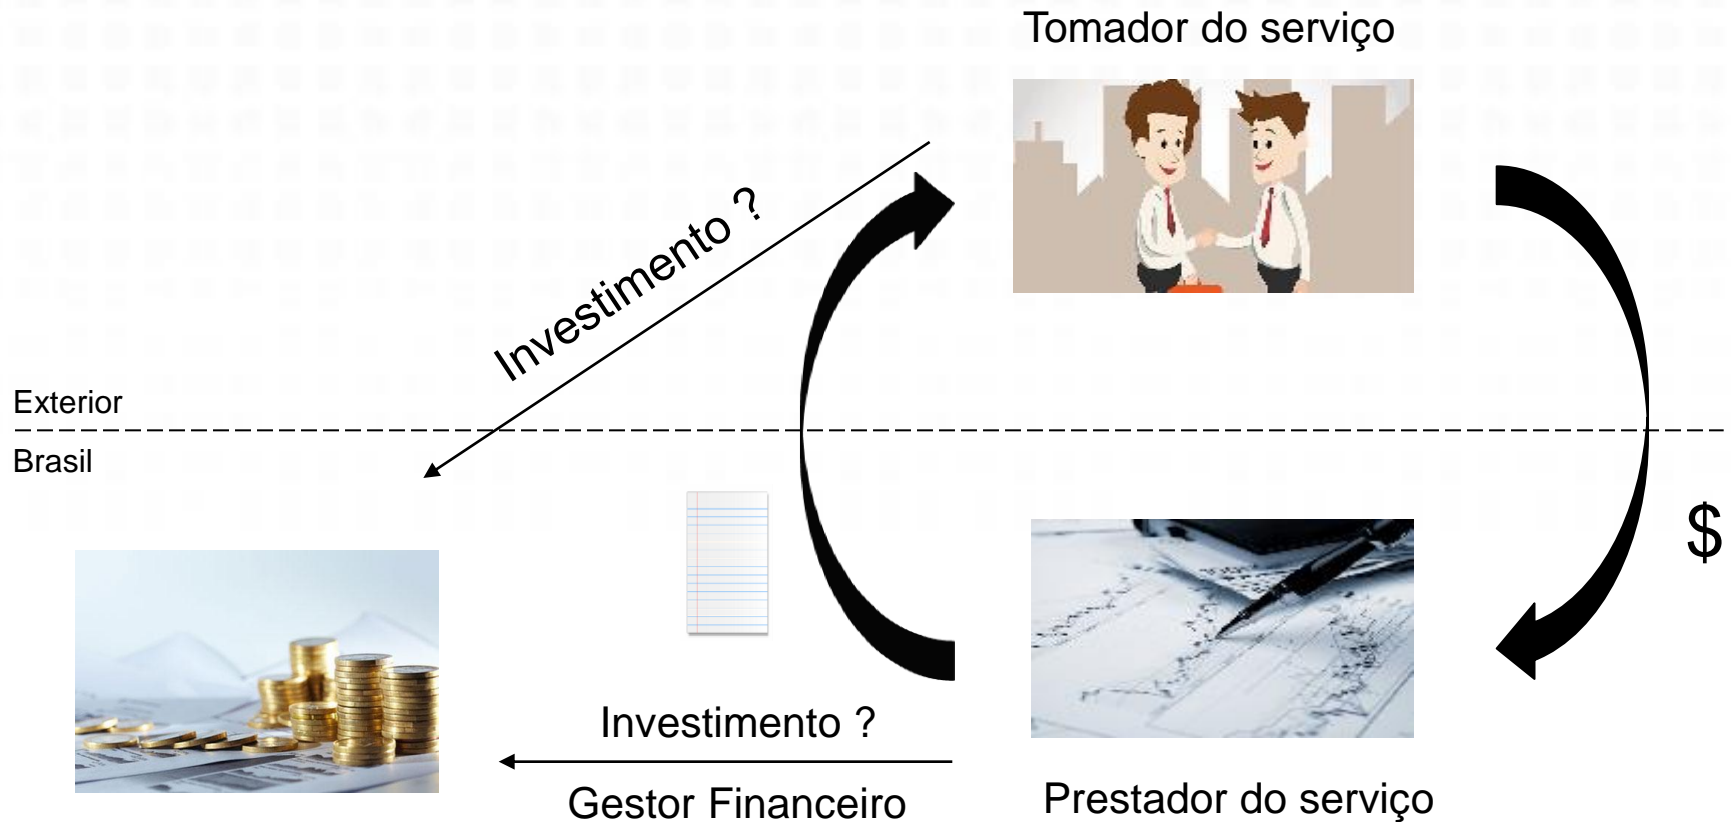 Tomador do serviço
Investimento ?
Exterior
Brasil
$
Investimento ?
Gestor Financeiro
Prestador do serviço